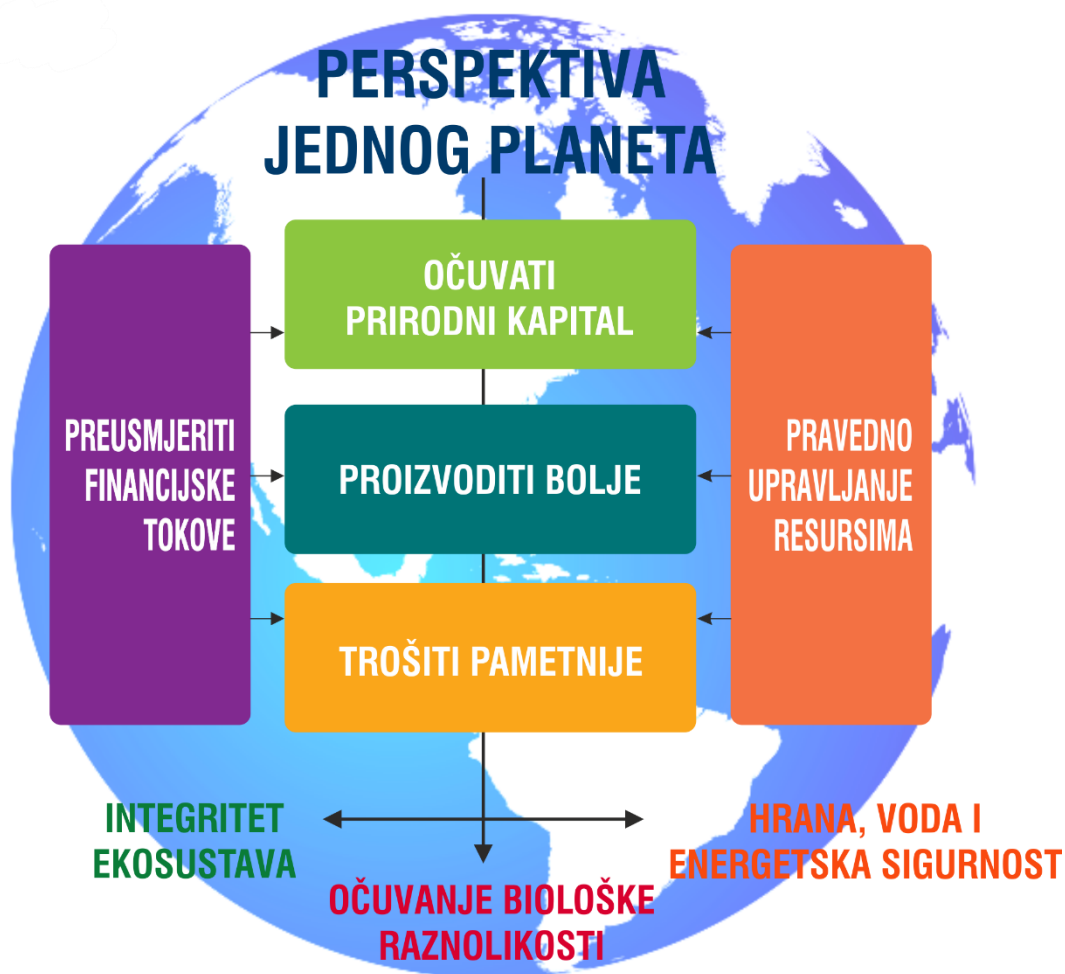 PERSPEKTIVA
JEDNOG PLANETA
OČUVATI
PRIRODNI KAPITAL
PREUSMJERITI
FINANCIJSKE
TOKOVE
PROIZVODITI BOLJE
PRAVEDNO
UPRAVLJANJE
RESURSIMA
TROŠITI PAMETNIJE
INTEGRITET
EKOSUSTAVA
HRANA, VODA I
ENERGETSKA SIGURNOST
OČUVANJE BIOLOŠKE
RAZNOLIKOSTI